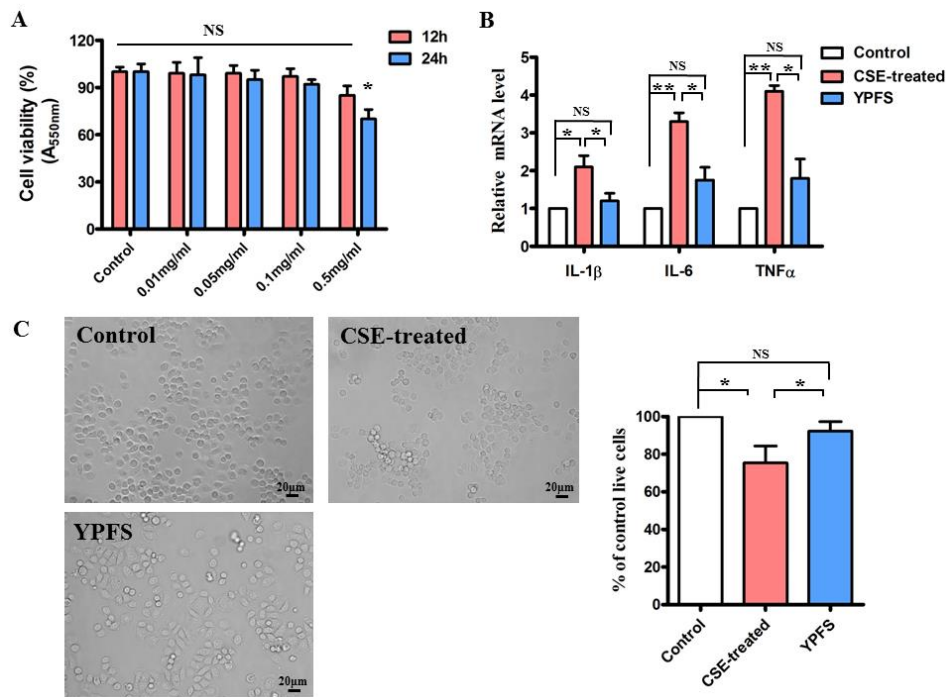 A
NS
12h
24h
*
Cell viability (%)
(A550nm)
120
90
60
30
0
Control
0.01mg/ml
0.05mg/ml
0.1mg/ml
0.5mg/ml
B
Control
CSE-treated
YPFS
NS
NS
NS
** *
** *
* *
Relative mRNA level
5
4
3
2
1
0
IL-1β
IL-6
TNFα
C
Control
20μm
CSE-treated
20μm
YPFS
20μm
NS
* *
% of control live cells
100
80
60
40
20
0
Control
CSE-treated
YPFS